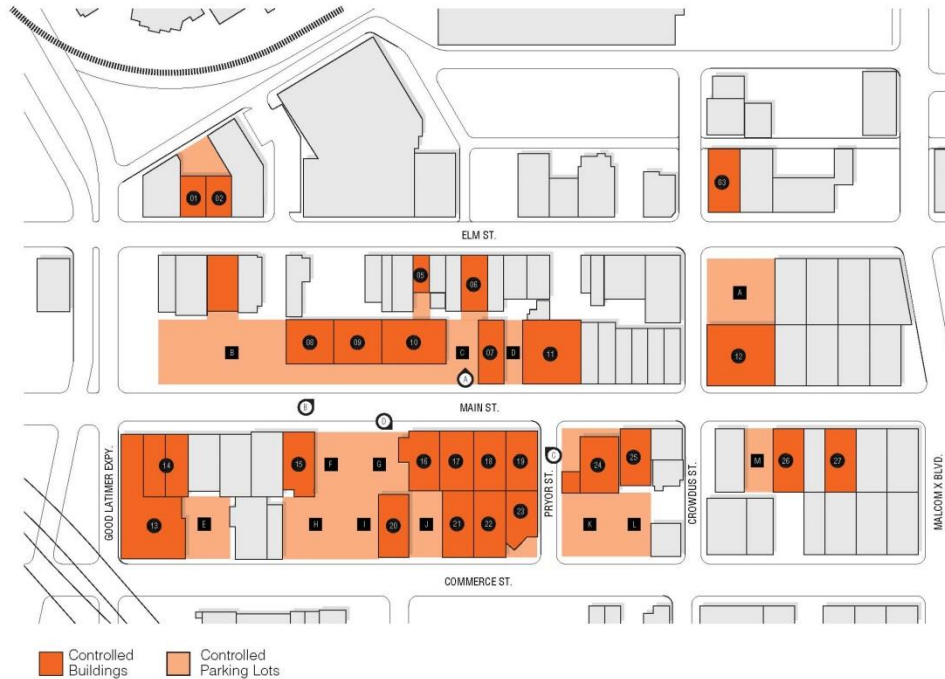 01
02
03
ELM ST.
05
06
A
B
08
09
10
C
07
D
11
12
A
MAIN ST.
B
D
GOOD LATIMER EXPY.
14
15
F
G
16
17
18
19
PRYOR ST.
C
24
25
CROWDUS ST.
M
26
27
MALCOM X BLVD.
13
E
H
I
20
J
21
22
23
K
L
COMMERCE ST.
Controlled
Buildings
Controlled
Parking Lots